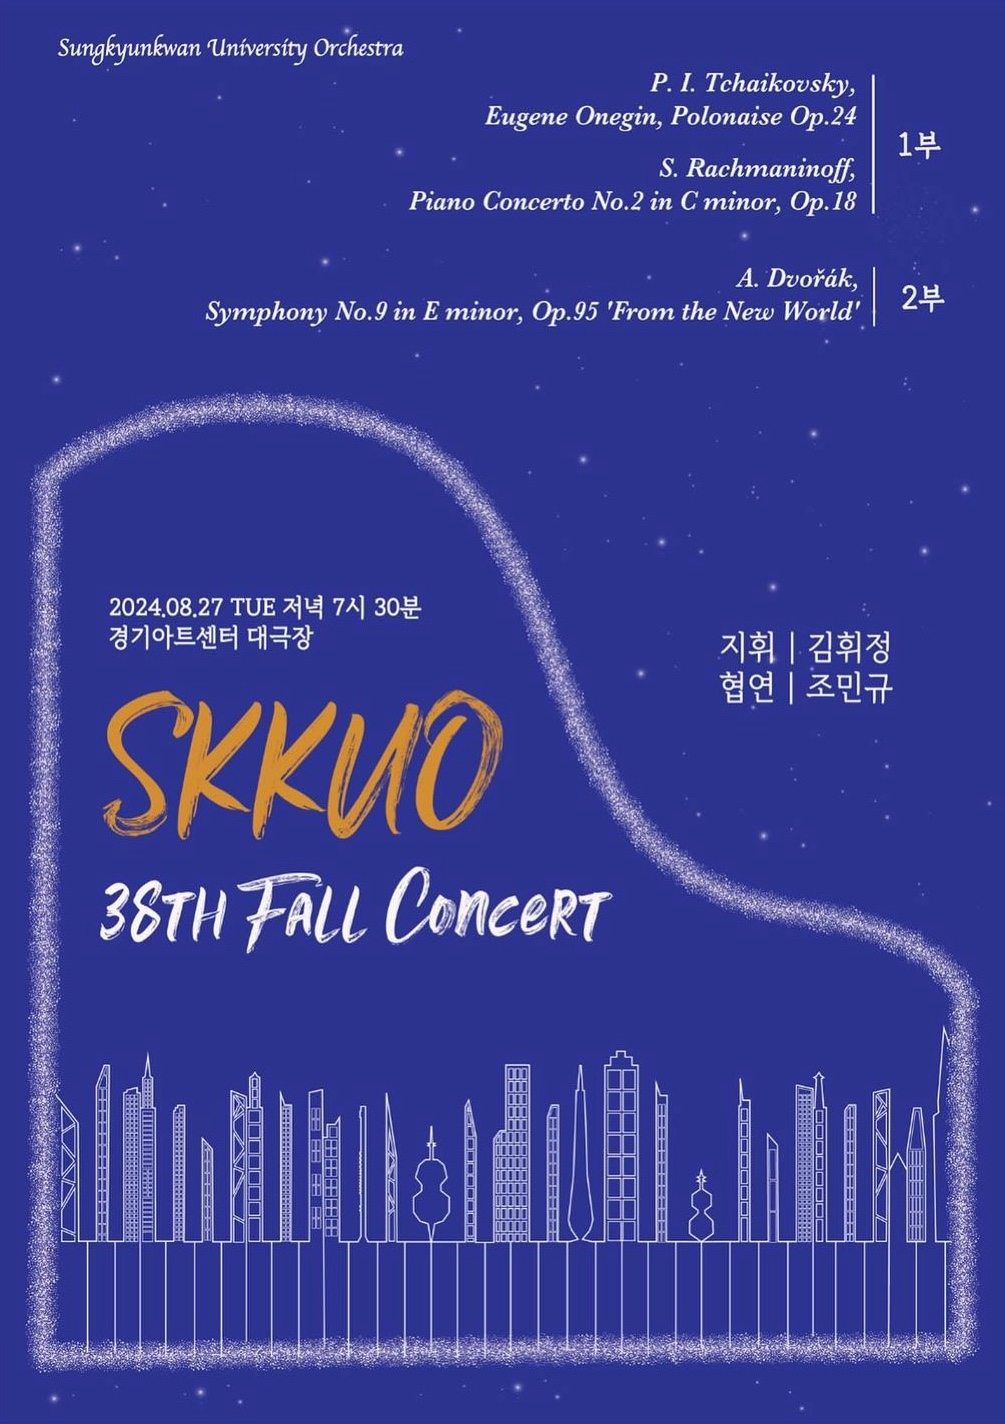 Sungkyunkwan University Orchestra
P. I. Tchaikovsky,
Eugene Onegin, Polonaise Op.24
1부
S. Rachmaninoff,
Piano Concerto No.2 in C minor, Op.18
A. Dvořák,
Symphony No.9 in E minor, Op.95 'From the New World'
2부
2024.08.27 TUE 저녁 7시 30분
경기아트센터 대극장
지휘 | 김휘정
협연 | 조민규
SKKUO
38TH FALL CONCERT